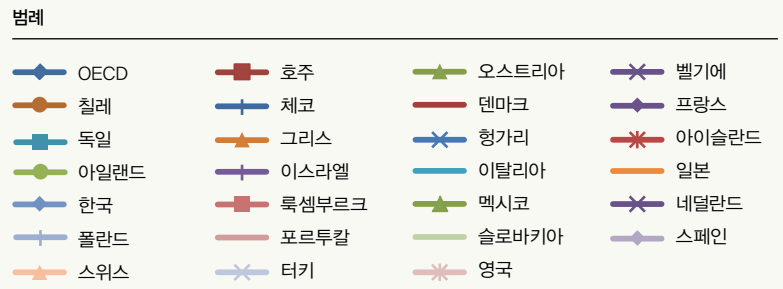 범례
OECD 호주 오스트리아 벨기에
칠레 체코 덴마크 프랑스
독일 그리스 헝가리 아이슬란드
아일랜드 이스라엘 이탈리아 일본
한국 룩셈부르크 멕시코 네덜란드
폴란드 포르투칼 슬로바키아 스페인
스위스 터키 영국